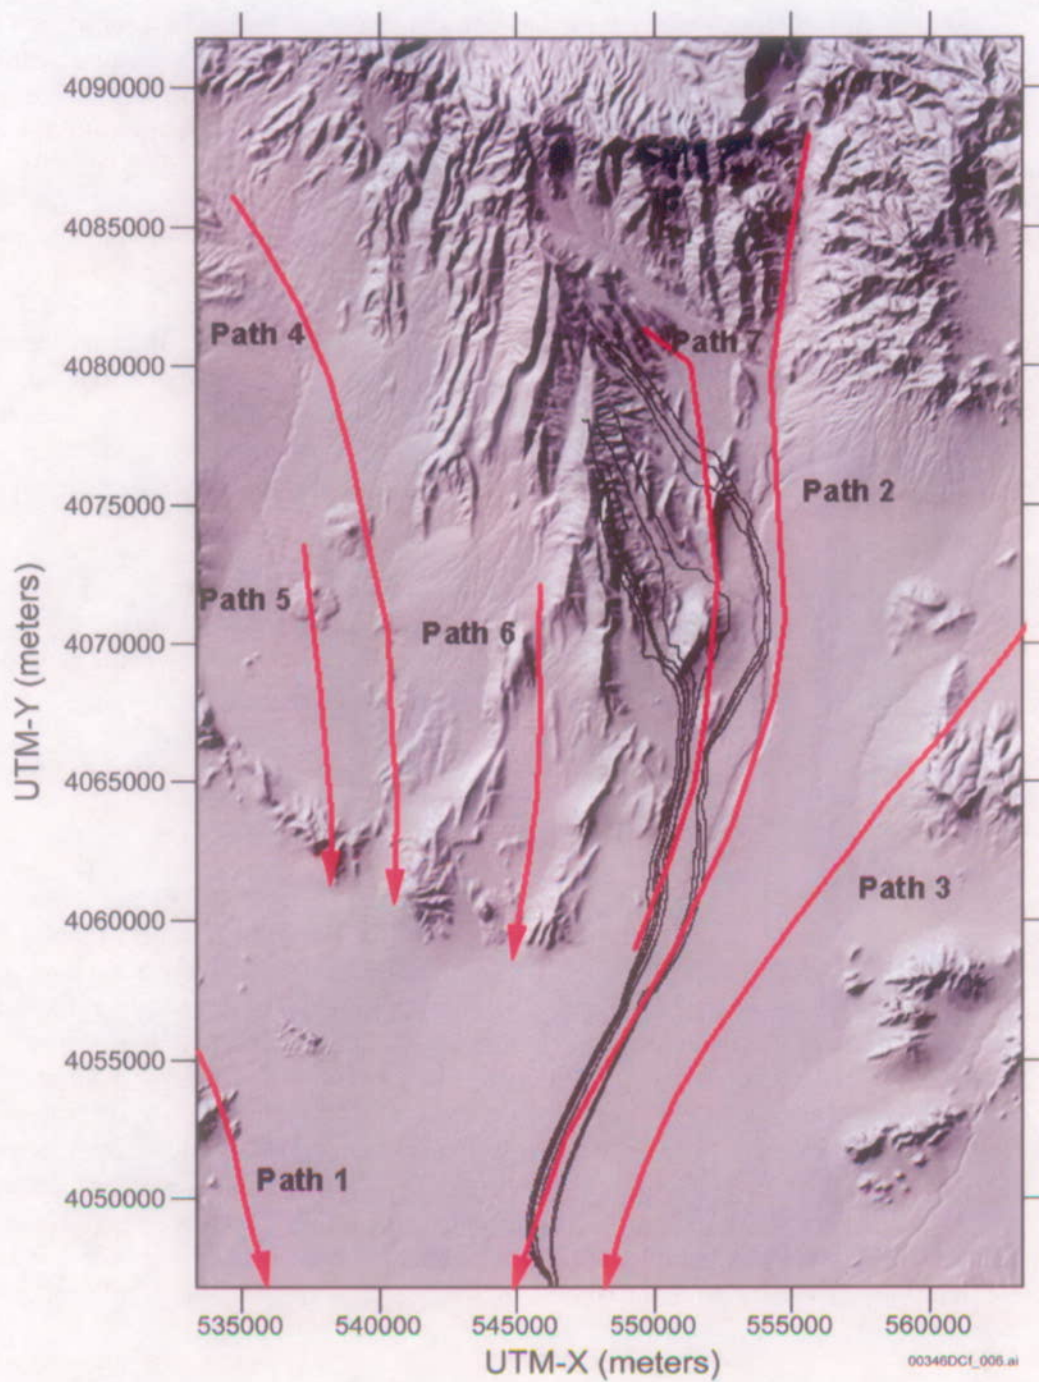 4090000
4085000
Path 4
Path 7
4080000
Path 2
4075000
Path 5
Path 6
4070000
UTM-Y (meters)
4065000
Path 3
4060000
4055000
Path 1
4050000
535000 540000 545000 550000 555000 560000
UTM-X (meters)
00346DCf_006.ai